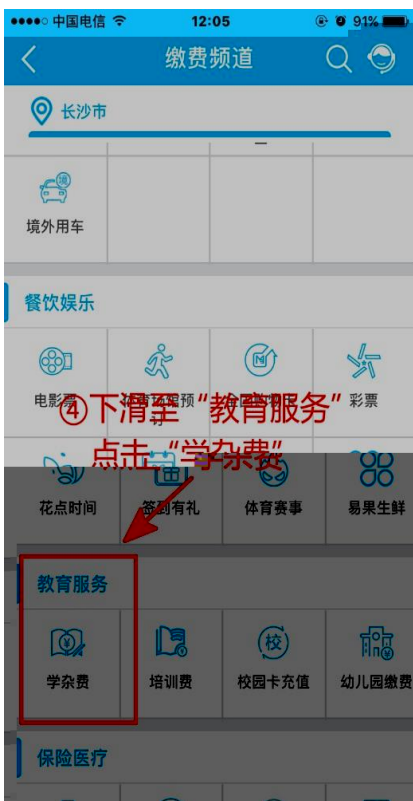 中国电信 12:05 91%
缴费频道
长沙市
境外用车
餐饮娱乐
电影票 彩票
④下滑至“教育服务”
点击“学杂费”
花点时间 签到有礼 体育赛事 易果生鲜
教育服务
学杂费 培训费 校园卡充值 幼儿园缴费
保险医疗